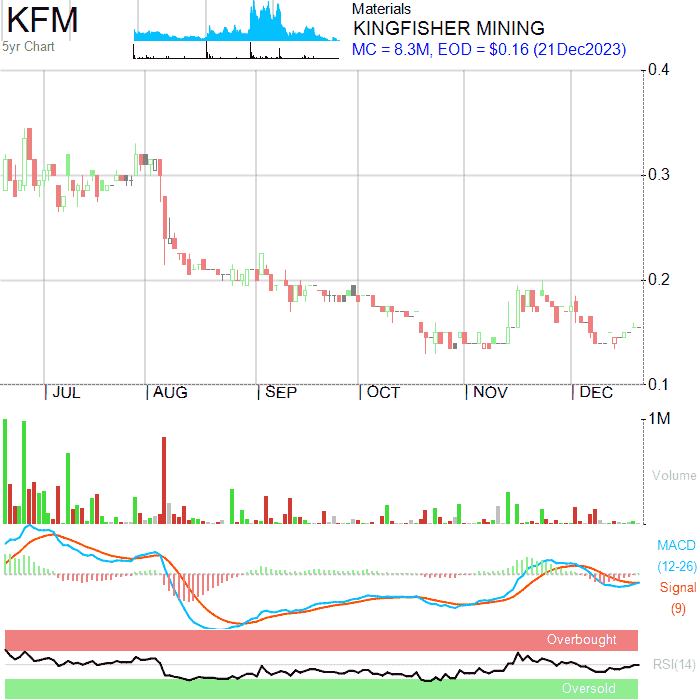 KFM
5yr Chart
Materials
KINGFISHER MINING
MC = 8.3M, EOD = $0.16 (21Dec2023)
0.4
0.3
0.2
0.1
JUL
AUG
SEP
OCT
NOV
DEC
1M
Volume
MACD
(12-26)
Signal
(9)
Overbought
RSI(14)
Oversold